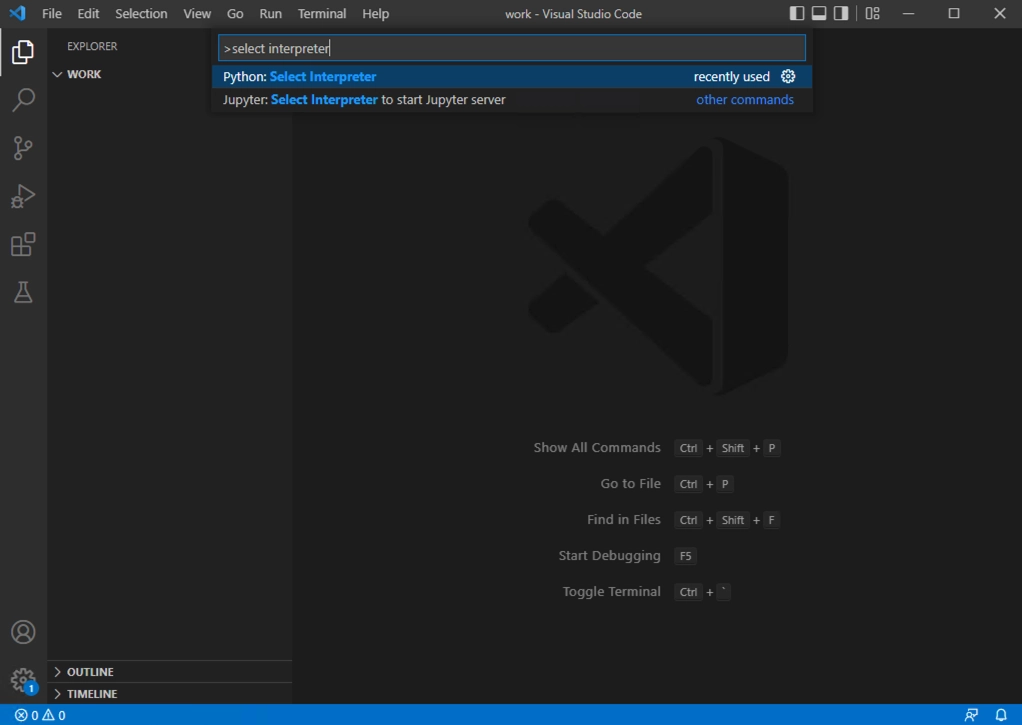 File Edit Selection View Go Run Terminal Help work - Visual Studio Code
EXPLORER
WORK
>select interpreter
Python: Select Interpreter recently used
Jupyter: Select Interpreter to start Jupyter server other commands
Show All Commands Ctrl + Shift + P
Go to File Ctrl + P
Find in Files Ctrl + Shift + F
Start Debugging F5
Toggle Terminal Ctrl + `
OUTLINE
1
TIMELINE
0 0